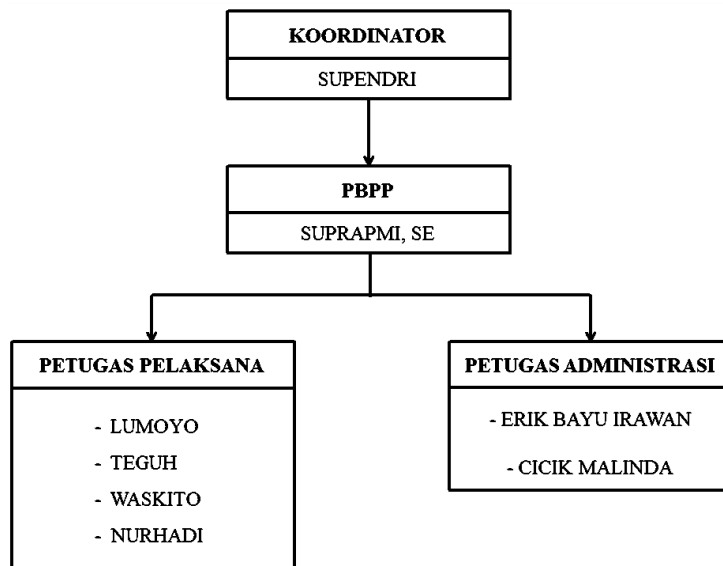 KOORDINATOR
SUPENDRI
PBPP
SUPRAPMI, SE
PETUGAS PELAKSANA
- LUMOYO
- TEGUH
- WASKITO
- NURHADI
PETUGAS ADMINISTRASI
- ERIK BAYU IRAWAN
- CICIK MALINDA